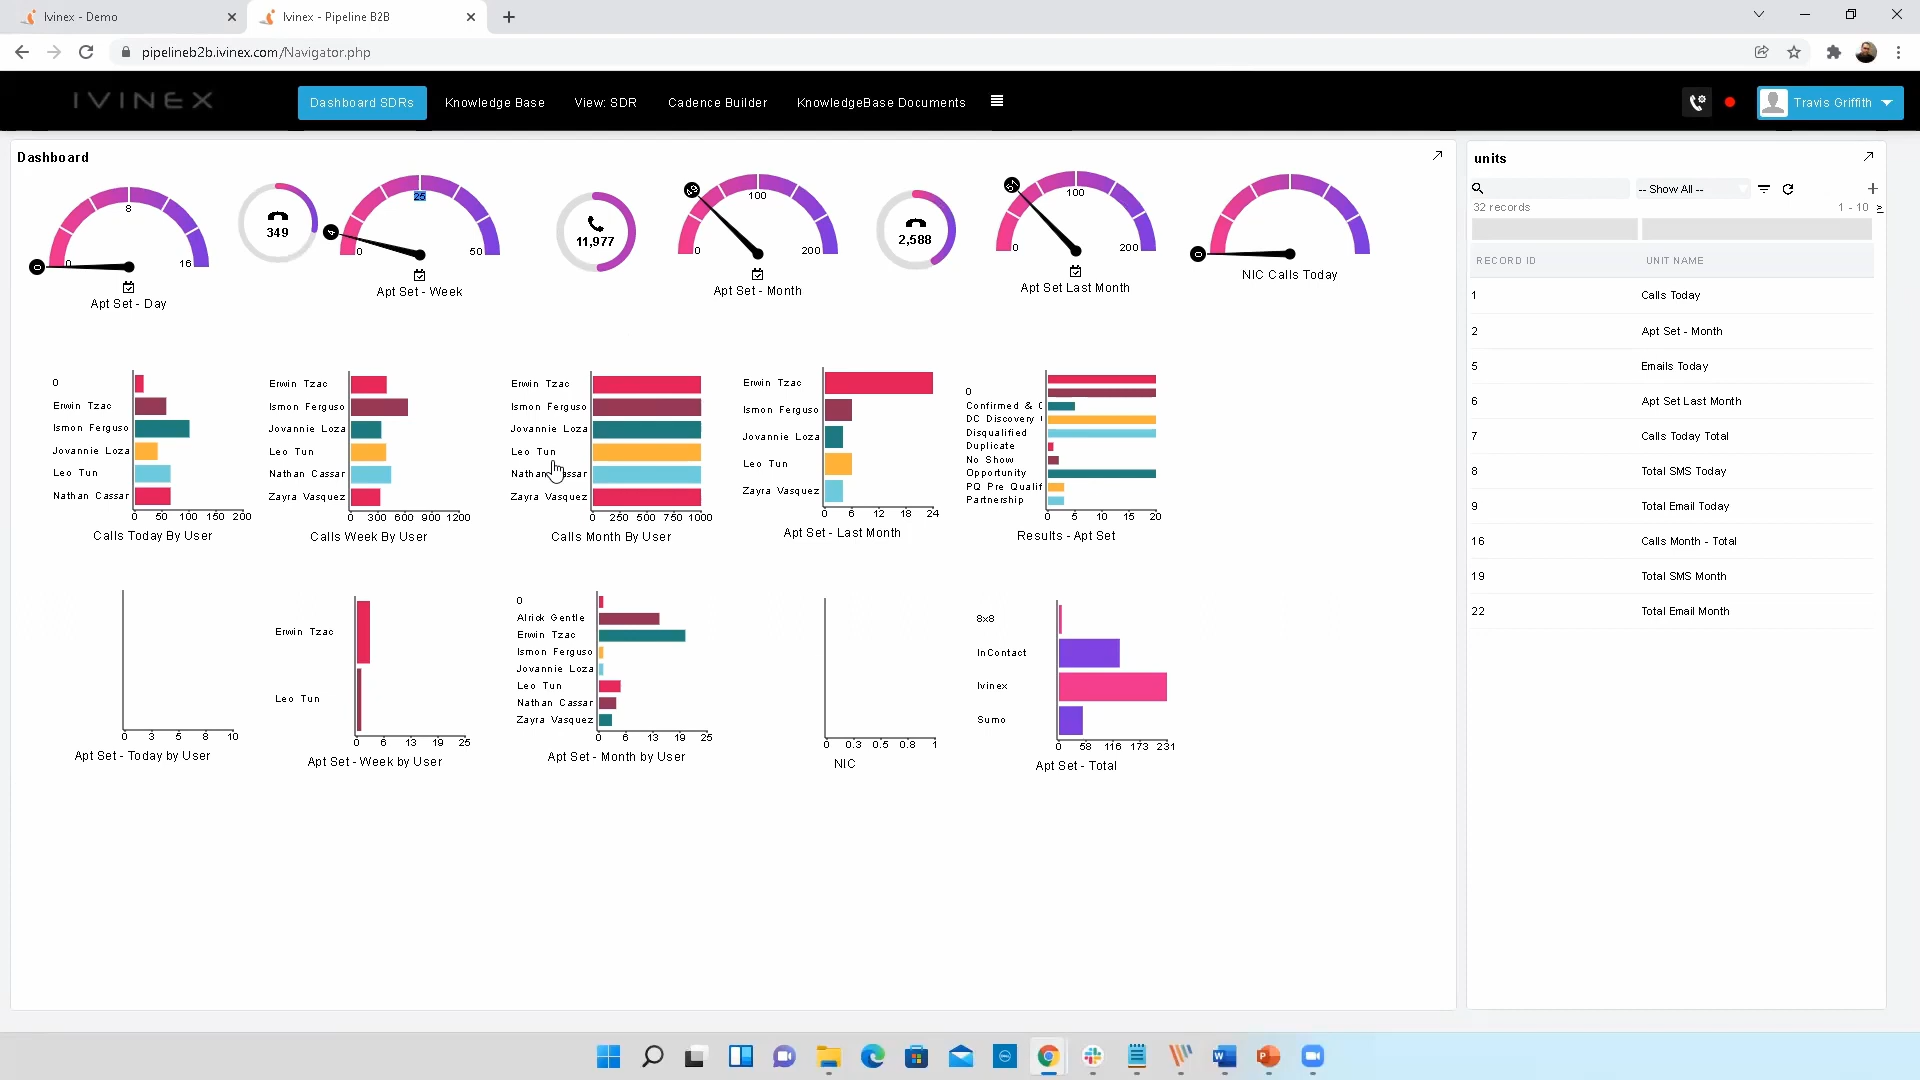 Ivinex - Demo
Ivinex - Pipeline B2B
pipelineb2b.ivinex.com/Navigator.php
IVINEX
Dashboard SDRs
Knowledge Base
View: SDR
Cadence Builder
KnowledgeBase Documents
Travis Griffith
Dashboard
8
0
0
16
Apt Set - Day
349
25
4
0
50
Apt Set - Week
11,977
49
100
0
200
Apt Set - Month
2,588
57
100
0
200
Apt Set Last Month
0
NIC Calls Today
0
Erwin Tzac
Ismon Ferguso
Jovannie Loza
Leo Tun
Nathan Cassar
0 50 100 150 200
Calls Today By User
Erwin Tzac
Ismon Ferguso
Jovannie Loza
Leo Tun
Nathan Cassar
Zayra Vasquez
0 300 600 900 1200
Calls Week By User
Erwin Tzac
Ismon Ferguso
Jovannie Loza
Leo Tun
Zayra Vasquez
0 250 500 750 1000
Calls Month By User
Erwin Tzac
Ismon Ferguso
Jovannie Loza
Leo Tun
Zayra Vasquez
0 6 12 18 24
Apt Set - Last Month
0
Confirmed &
DC Discovery
Disqualified
Duplicate
No Show
Opportunity
PQ Pre Qualif
Partnership
0 5 10 15 20
Results - Apt Set
0 3 5 8 10
Apt Set - Today by User
Erwin Tzac
Leo Tun
0 6 13 19 25
Apt Set - Week by User
0
Alrick Gentle
Erwin Tzac
Ismon Ferguso
Jovannie Loza
Leo Tun
Nathan Cassar
Zayra Vasquez
0 6 13 19 25
Apt Set - Month by User
0 0.3 0.5 0.8 1
NIC
8x8
InContact
Ivinex
Sumo
0 58 116 173 231
Apt Set - Total
units
-- Show All --
32 records
1 - 10 >
RECORD ID UNIT NAME
1 Calls Today
2 Apt Set - Month
5 Emails Today
6 Apt Set Last Month
7 Calls Today Total
8 Total SMS Today
9 Total Email Today
16 Calls Month - Total
19 Total SMS Month
22 Total Email Month